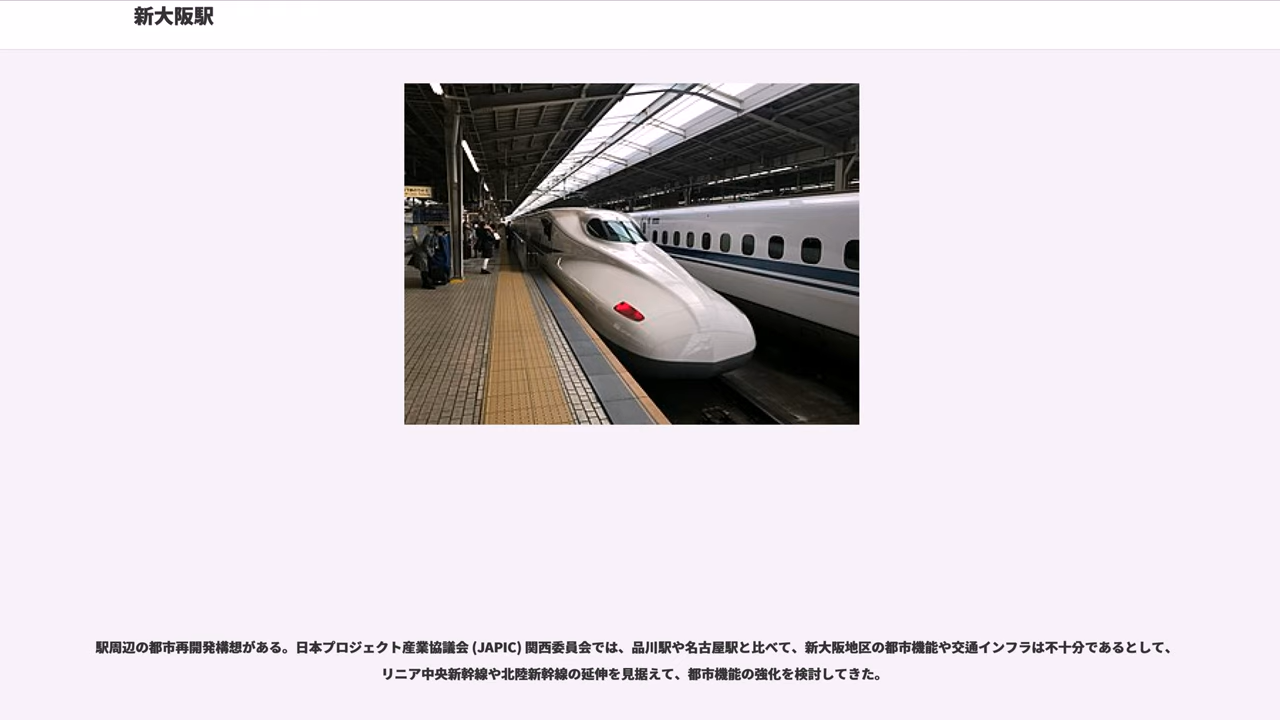 新大阪駅
駅周辺の都市再開発構想がある。日本プロジェクト産業協議会 (JAPIC) 関西委員会では、品川駅や名古屋駅と比べて、新大阪地区の都市機能や交通インフラは不十分であるとして、
リニア中央新幹線や北陸新幹線の延伸を見据えて、都市機能の強化を検討してきた。